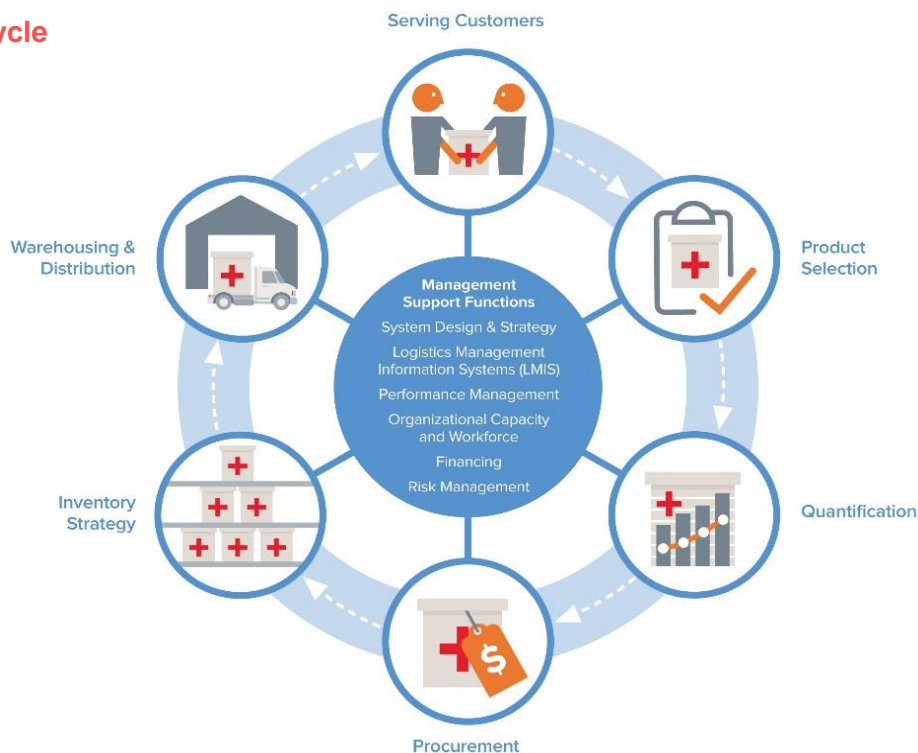 ycle
Serving Customers
Product
Selection
Quantification
Procurement
Inventory
Strategy
Warehousing &
Distribution
Management
Support Functions
System Design & Strategy
Logistics Management
Information Systems (LMIS)
Performance Management
Organizational Capacity
and Workforce
Financing
Risk Management
$